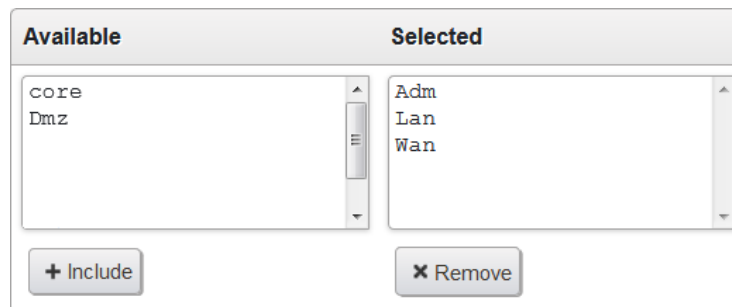 Available Selected
core Adm
Dmz Lan
Wan
+ Include × Remove